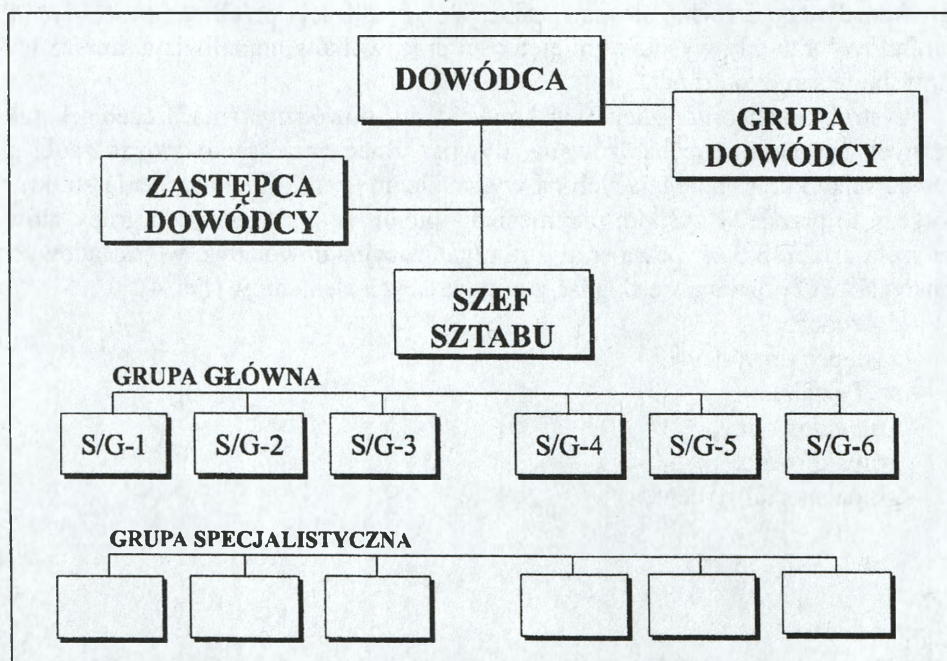 DOWÓDCA
GRUPA
DOWÓDCY
ZASTĘPCA
DOWÓDCY
SZEF
SZTABU
GRUPA GŁÓWNA
S/G-1 S/G-2 S/G-3 S/G-4 S/G-5 S/G-6
GRUPA SPECJALISTYCZNA